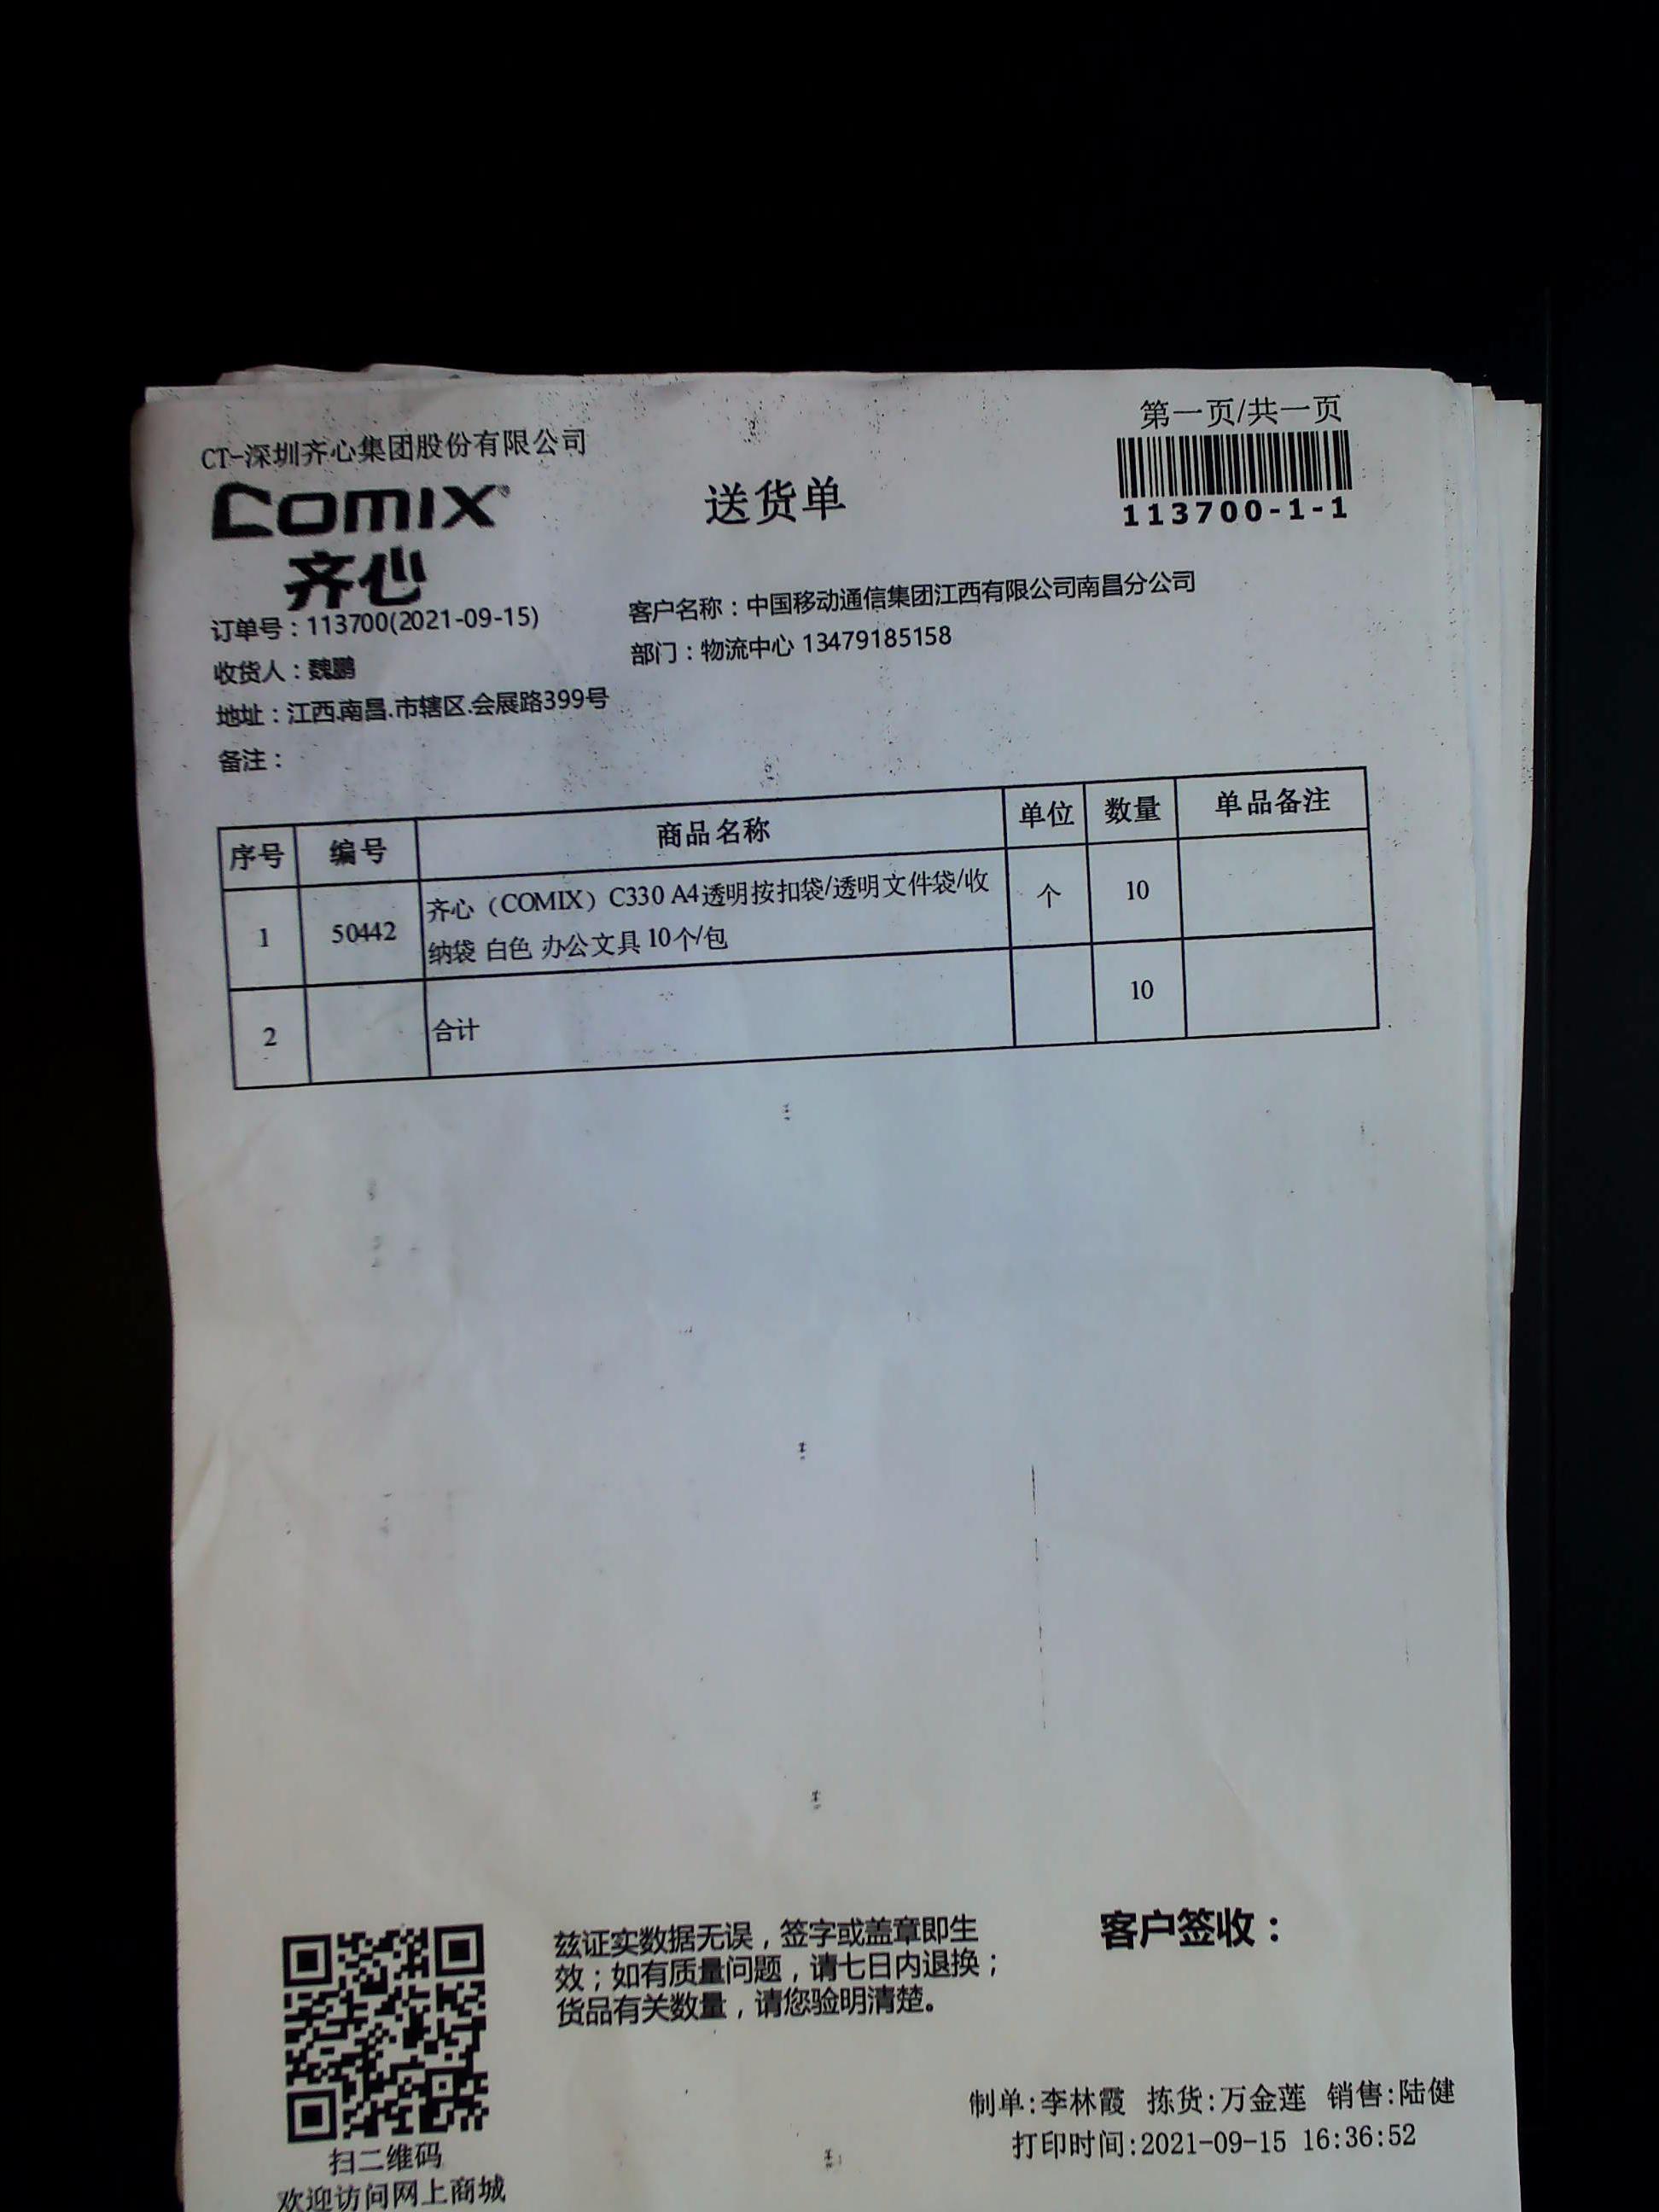 第一页/共一页
CT-深圳齐心集团股份有限公司
COMIX®
齐心
送货单
113700-1-1
订单号：113700(2021-09-15)
客户名称：中国移动通信集团江西有限公司南昌分公司
收货人：魏鹏
部门：物流中心 13479185158
地址：江西.南昌.市辖区.会展路399号
备注：
序号 编号 商品名称 单位 数量 单品备注
1 50442 齐心（COMIX）C330 A4透明按扣袋/透明文件袋/收 个 10
纳袋 白色 办公文具 10个/包
2 合计 10
兹证实数据无误，签字或盖章即生
效；如有质量问题，请七日内退换；
货品有关数量，请您验明清楚。
客户签收：
制单:李林霞 拣货:万金莲 销售:陆健
打印时间:2021-09-15 16:36:52
扫二维码
欢迎访问网上商城